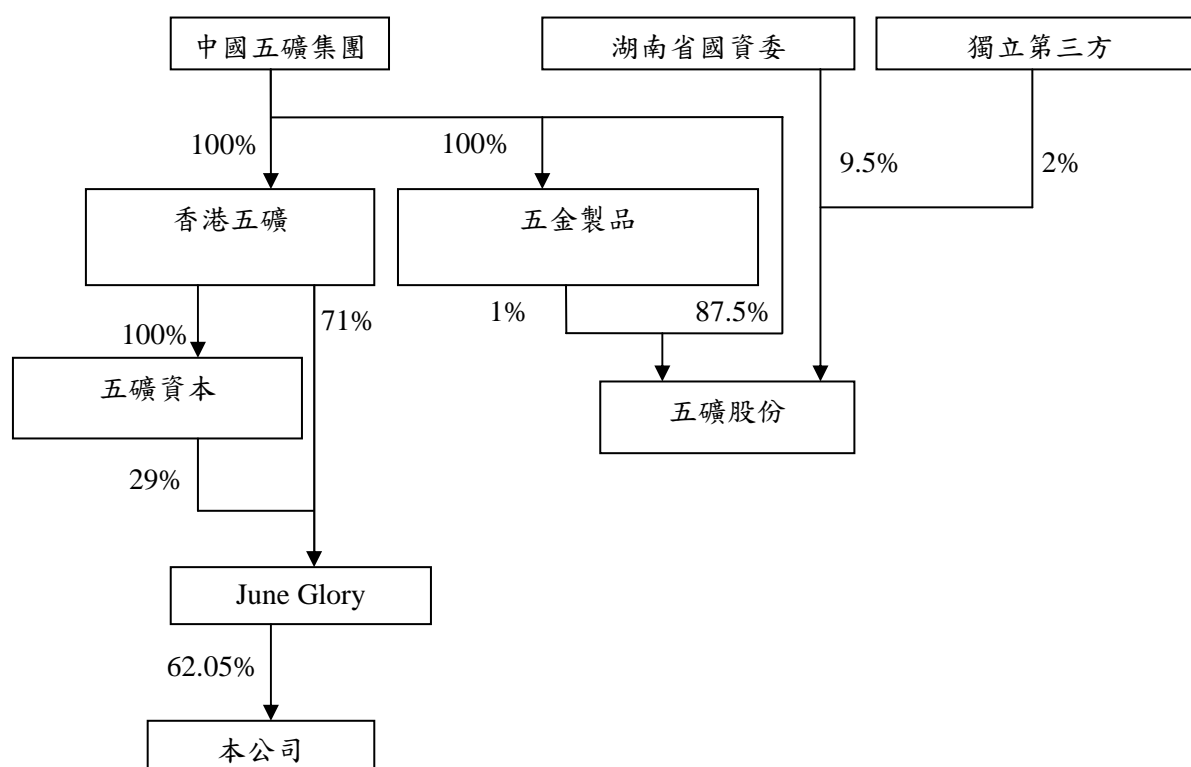 中國五礦集團
湖南省國資委
獨立第三方
100%
100%
9.5%
2%
香港五礦
五金製品
1%
87.5%
71%
100%
五礦資本
五礦股份
29%
June Glory
62.05%
本公司